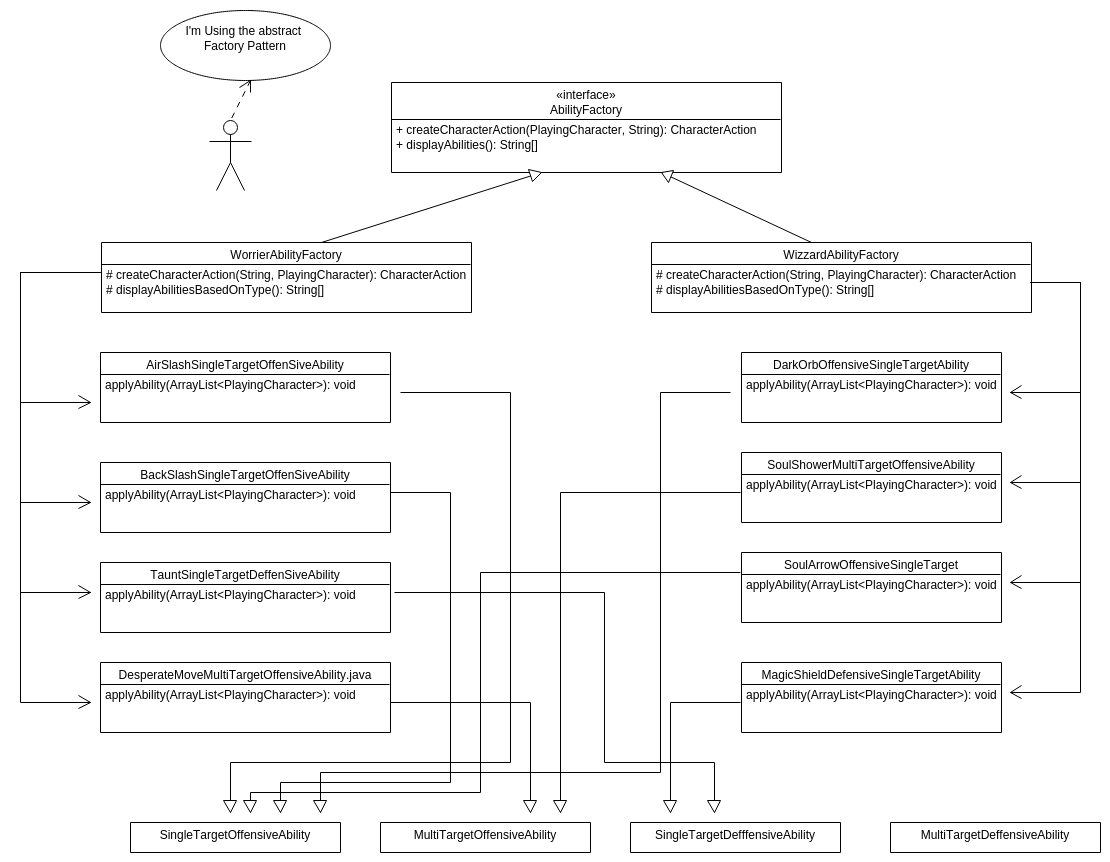 I'm Using the abstract
Factory Pattern
«interface»
AbilityFactory
+ createCharacterAction(PlayingCharacter, String): CharacterAction
+ displayAbilities(): String[]
WorrierAbilityFactory
# createCharacterAction(String, PlayingCharacter): CharacterAction
# displayAbilitiesBasedOnType(): String[]
WizzardAbilityFactory
# createCharacterAction(String, PlayingCharacter): CharacterAction
# displayAbilitiesBasedOnType(): String[]
AirSlashSingleTargetOffenSiveAbility
applyAbility(ArrayList<PlayingCharacter>): void
DarkOrbOffensiveSingleTargetAbility
applyAbility(ArrayList<PlayingCharacter>): void
BackSlashSingleTargetOffenSiveAbility
applyAbility(ArrayList<PlayingCharacter>): void
SoulShowerMultiTargetOffensiveAbility
applyAbility(ArrayList<PlayingCharacter>): void
TauntSingleTargetDeffenSiveAbility
applyAbility(ArrayList<PlayingCharacter>): void
SoulArrowOffensiveSingleTarget
applyAbility(ArrayList<PlayingCharacter>): void
DesperateMoveMultiTargetOffensiveAbility.java
applyAbility(ArrayList<PlayingCharacter>): void
MagicShieldDefensiveSingleTargetAbility
applyAbility(ArrayList<PlayingCharacter>): void
SingleTargetOffensiveAbility
MultiTargetOffensiveAbility
SingleTargetDefffensiveAbility
MultiTargetDeffensiveAbility